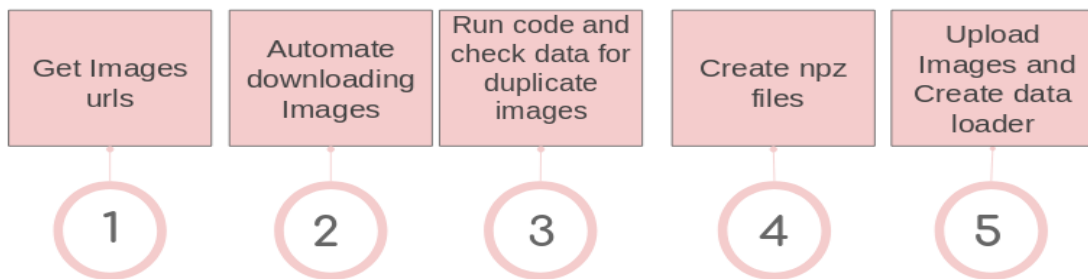 Get Images
urls
Automate
downloading
Images
Run code and
check data for
duplicate
images
Create npz
files
Upload
Images and
Create data
loader
1
2
3
4
5